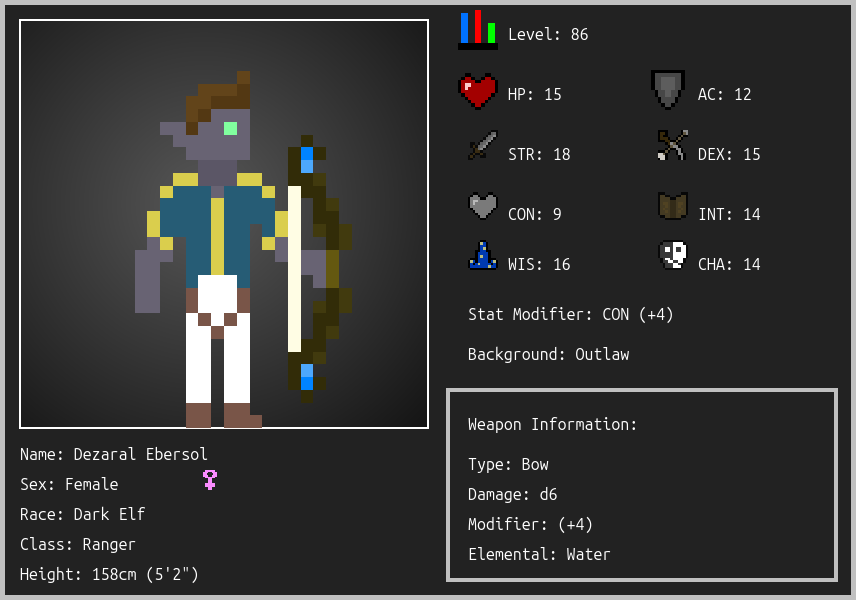 Level: 86
HP: 15
AC: 12
STR: 18
DEX: 15
CON: 9
INT: 14
WIS: 16
CHA: 14
Stat Modifier: CON (+4)
Background: Outlaw
Weapon Information:
Type: Bow
Damage: d6
Modifier: (+4)
Elemental: Water
Name: Dezaral Ebersol
Sex: Female
Race: Dark Elf
Class: Ranger
Height: 158cm (5'2")